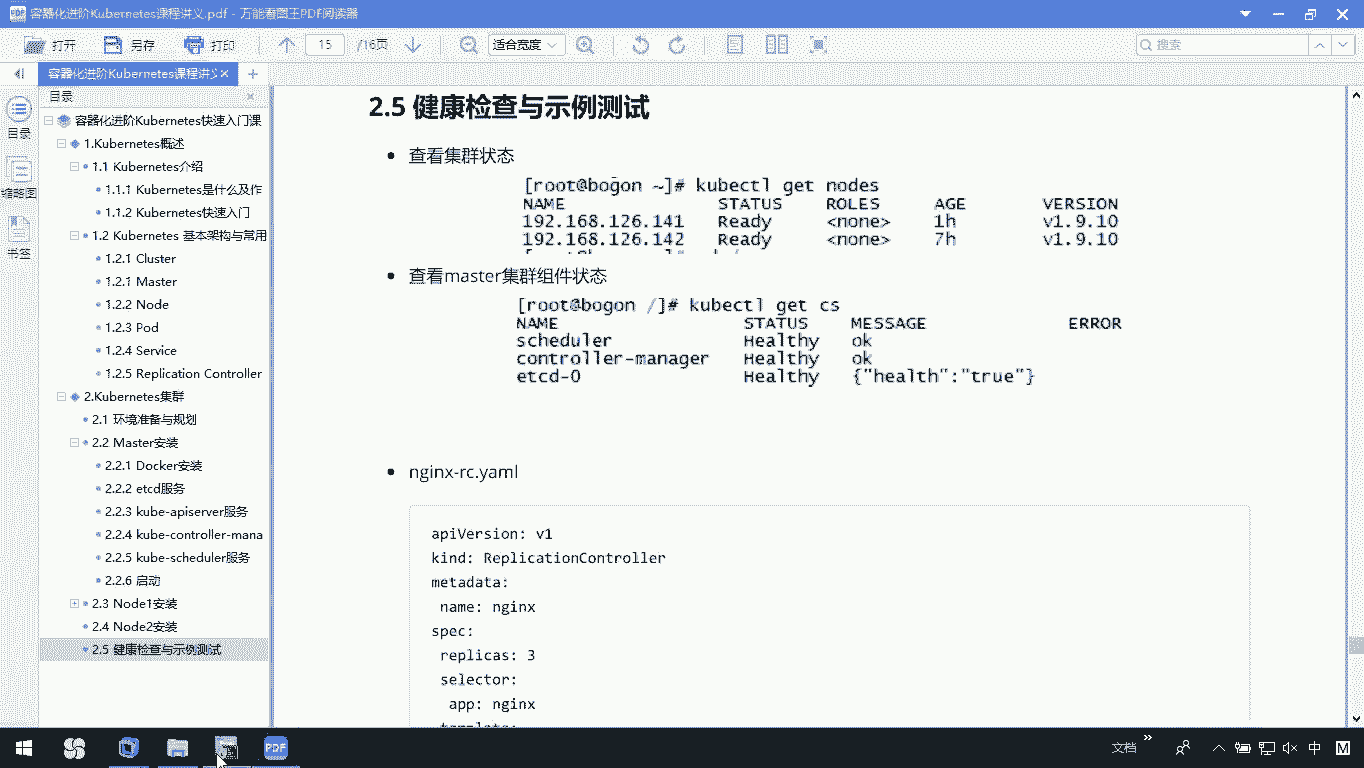 容器化进阶Kubernetes课程讲义.pdf - 万能看图王PDF阅读器
打开 另存 打印 15 /16页 适合宽度 搜索
容器化进阶Kubernetes课程讲义
目录
目录
缩略图
书签
容器化进阶Kubernetes快速入门课
1.Kubernetes概述
1.1 Kubernetes介绍
1.1.1 Kubernetes是什么及作
1.1.2 Kubernetes快速入门
1.2 Kubernetes 基本架构与常用
1.2.1 Cluster
1.2.1 Master
1.2.2 Node
1.2.3 Pod
1.2.4 Service
1.2.5 Replication Controller
2.Kubernetes集群
2.1 环境准备与规划
2.2 Master安装
2.2.1 Docker安装
2.2.2 etcd服务
2.2.3 kube-apiserver服务
2.2.4 kube-controller-mana
2.2.5 kube-scheduler服务
2.2.6 启动
2.3 Node1安装
2.4 Node2安装
2.5 健康检查与示例测试
2.5 健康检查与示例测试
查看集群状态
[root@bogon ~]# kubectl get nodes
NAME STATUS ROLES AGE VERSION
192.168.126.141 Ready <none> 1h v1.9.10
192.168.126.142 Ready <none> 7h v1.9.10
查看master集群组件状态
[root@bogon /]# kubectl get cs
NAME STATUS MESSAGE ERROR
scheduler Healthy ok
controller-manager Healthy ok
etcd-0 Healthy {"health":"true"}
nginx-rc.yaml
apiVersion: v1
kind: ReplicationController
metadata:
name: nginx
spec:
replicas: 3
selector:
app: nginx
template:
PDF
文档 中 M